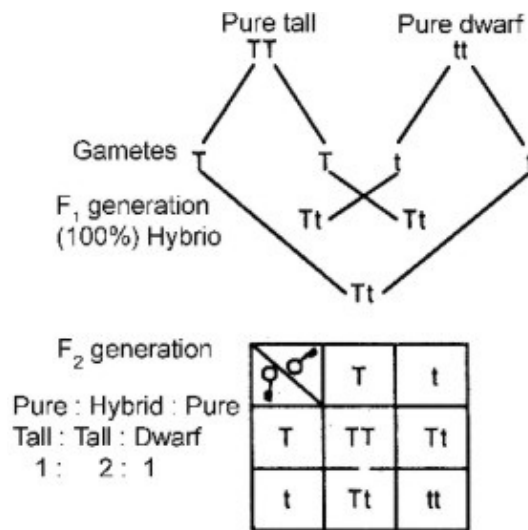 Pure tall Pure dwarf
TT tt
Gametes T T t t
F₁ generation
Tt Tt
(100%) Hybrio
Tt
F₂ generation
T t
Pure : Hybrid : Pure
Tall : Tall : Dwarf T TT Tt
1 : 2 : 1
t Tt tt